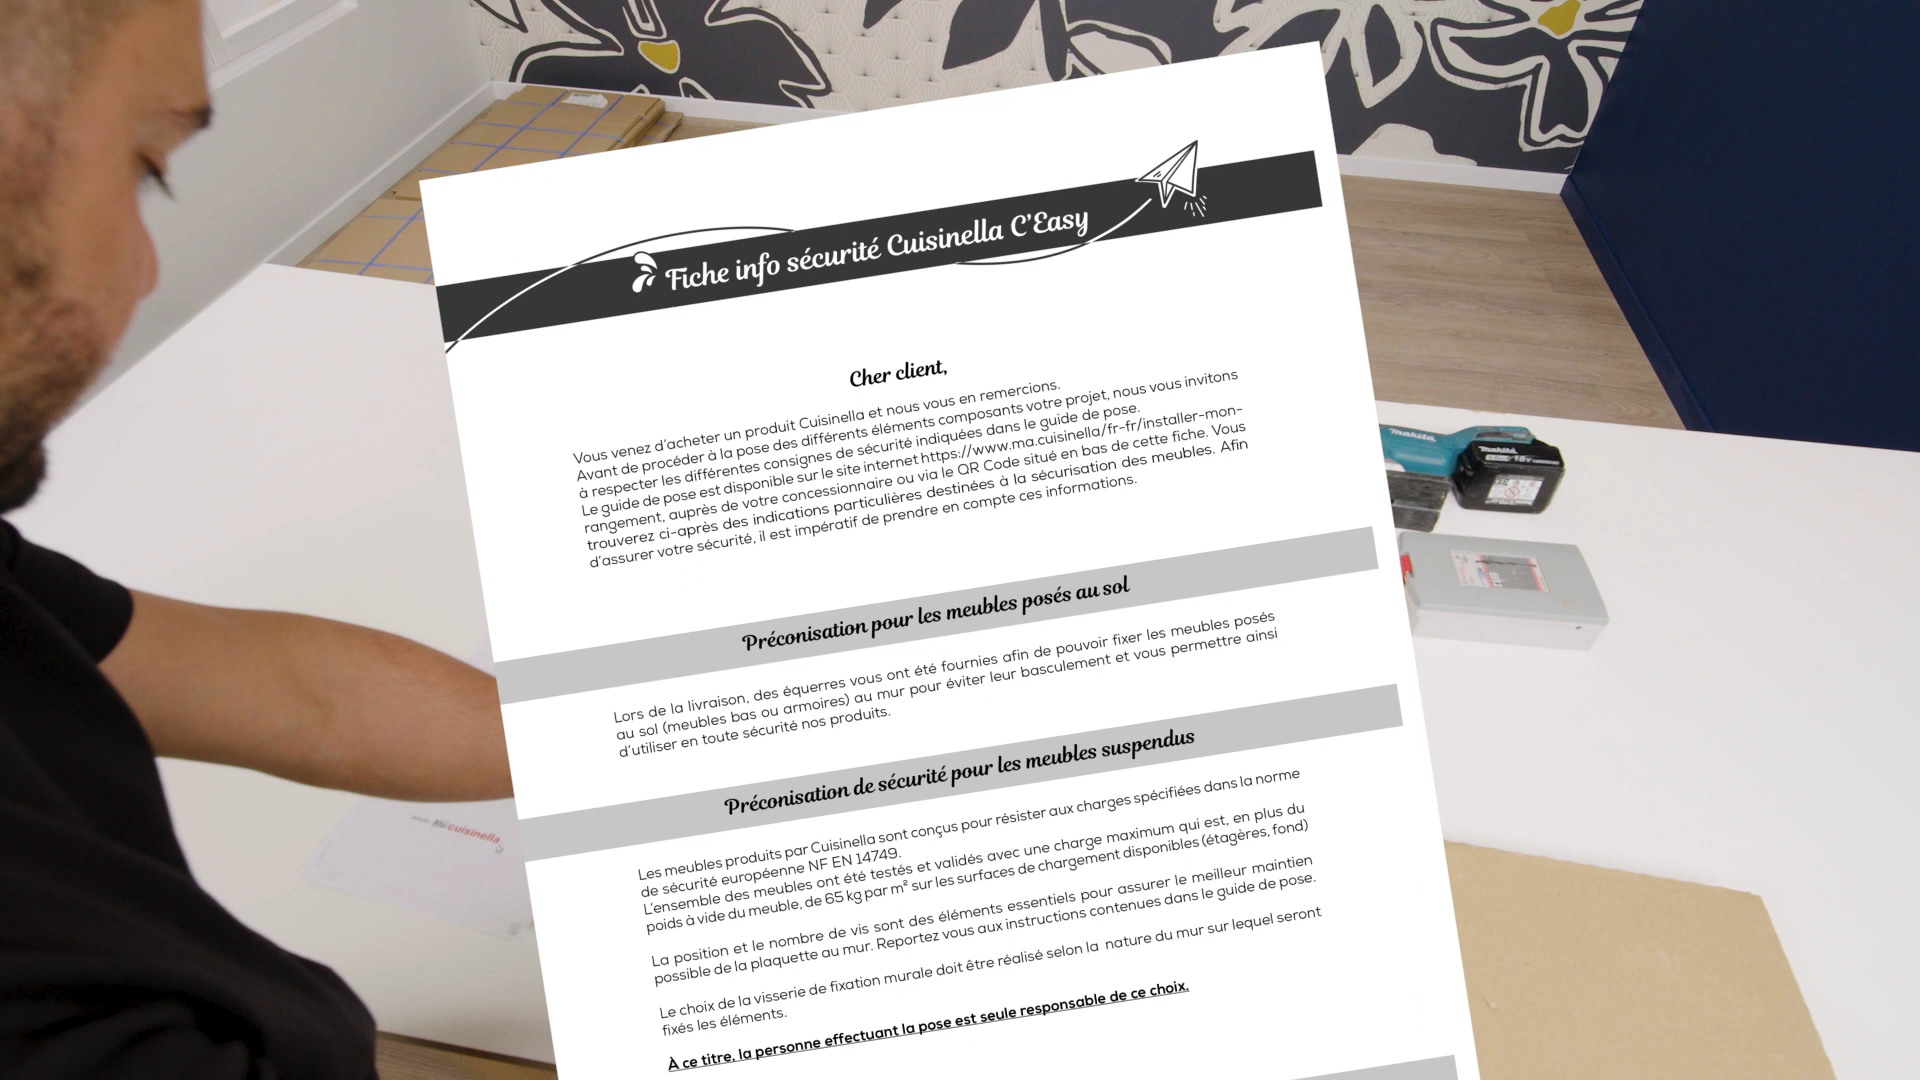 Fiche info sécurité Cuisinella C'Easy
Cher client,
Vous venez d'acheter un produit Cuisinella et nous vous en remercions.
Avant de procéder à la pose des différents éléments composants votre projet, nous vous invitons
à respecter les différentes consignes de sécurité indiquées dans le guide de pose.
Le guide de pose est disponible sur le site internet https://www.ma.cuisinella/fr-fr/installer-mon-
rangement, auprès de votre concessionnaire ou via le QR Code situé en bas de cette fiche. Vous
trouverez ci-après des indications particulières destinées à la sécurisation des meubles. Afin
d'assurer votre sécurité, il est impératif de prendre en compte ces informations.
Préconisation pour les meubles posés au sol
Lors de la livraison, des équerres vous ont été fournies afin de pouvoir fixer les meubles posés
au sol (meubles bas ou armoires) au mur pour éviter leur basculement et vous permettre ainsi
d'utiliser en toute sécurité nos produits.
Préconisation de sécurité pour les meubles suspendus
Les meubles produits par Cuisinella sont conçus pour résister aux charges spécifiées dans la norme
de sécurité européenne NF EN 14749.
L'ensemble des meubles ont été testés et validés avec une charge maximum qui est, en plus du
poids à vide du meuble, de 65 kg par m² sur les surfaces de chargement disponibles (étagères, fond)
La position et le nombre de vis sont des éléments essentiels pour assurer le meilleur maintien
possible de la plaquette au mur. Reportez vous aux instructions contenues dans le guide de pose.
Le choix de la visserie de fixation murale doit être réalisé selon la nature du mur sur lequel seront
fixés les éléments.
À ce titre, la personne effectuant la pose est seule responsable de ce choix.
makita
makita
18V
cuisinella